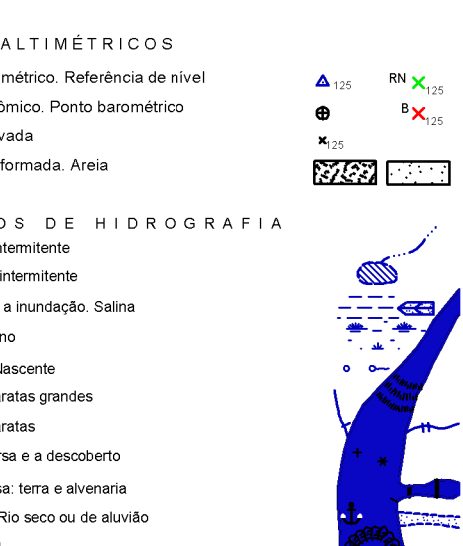 ALTIMÉTRICOS
métrico. Referência de nível
125
RN
125
ômico. Ponto barométrico
B
125
vada
125
formada. Areia
OS DE HIDROGRAFIA
ntermitente
intermitente
a inundação. Salina
no
Nascente
aratas grandes
aratas
rsa e a descoberto
sa: terra e alvenaria
Rio seco ou de aluvião